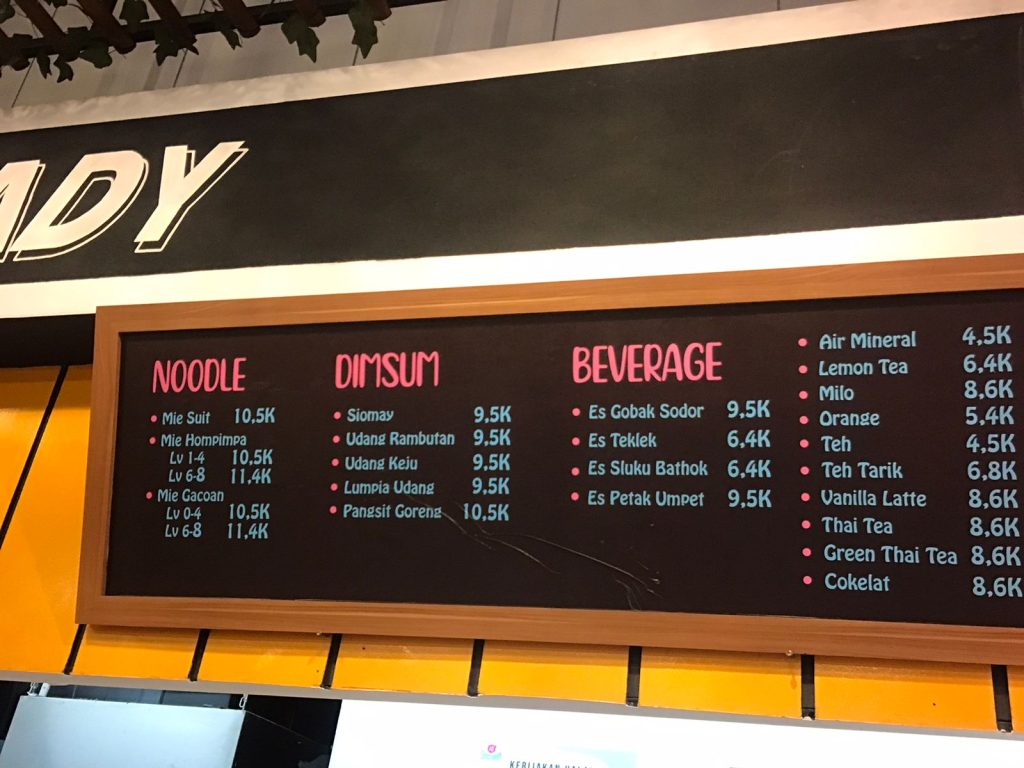 ADY
NOODLE
Mie Suit 10,5K
Mie Hompimpa
Lv 1-4 10,5K
Lv 6-8 11,4K
Mie Gacoan
Lv 0-4 10,5K
Lv 6-8 11,4K
DIMSUM
Siomay 9,5K
Udang Rambutan 9,5K
Udang Keju 9,5K
Lumpia Udang 9,5K
Pangsit Goreng 10,5K
BEVERAGE
Es Gobak Sodor 9,5K
Es Teklek 6,4K
Es Sluku Bathok 6,4K
Es Petak Umpet 9,5K
Air Mineral 4,5K
Lemon Tea 6,4K
Milo 8,6K
Orange 5,4K
Teh 4,5K
Teh Tarik 6,8K
Vanilla Latte 8,6K
Thai Tea 8,6K
Green Thai Tea 8,6K
Cokelat 8,6K
KEBIJAKAN